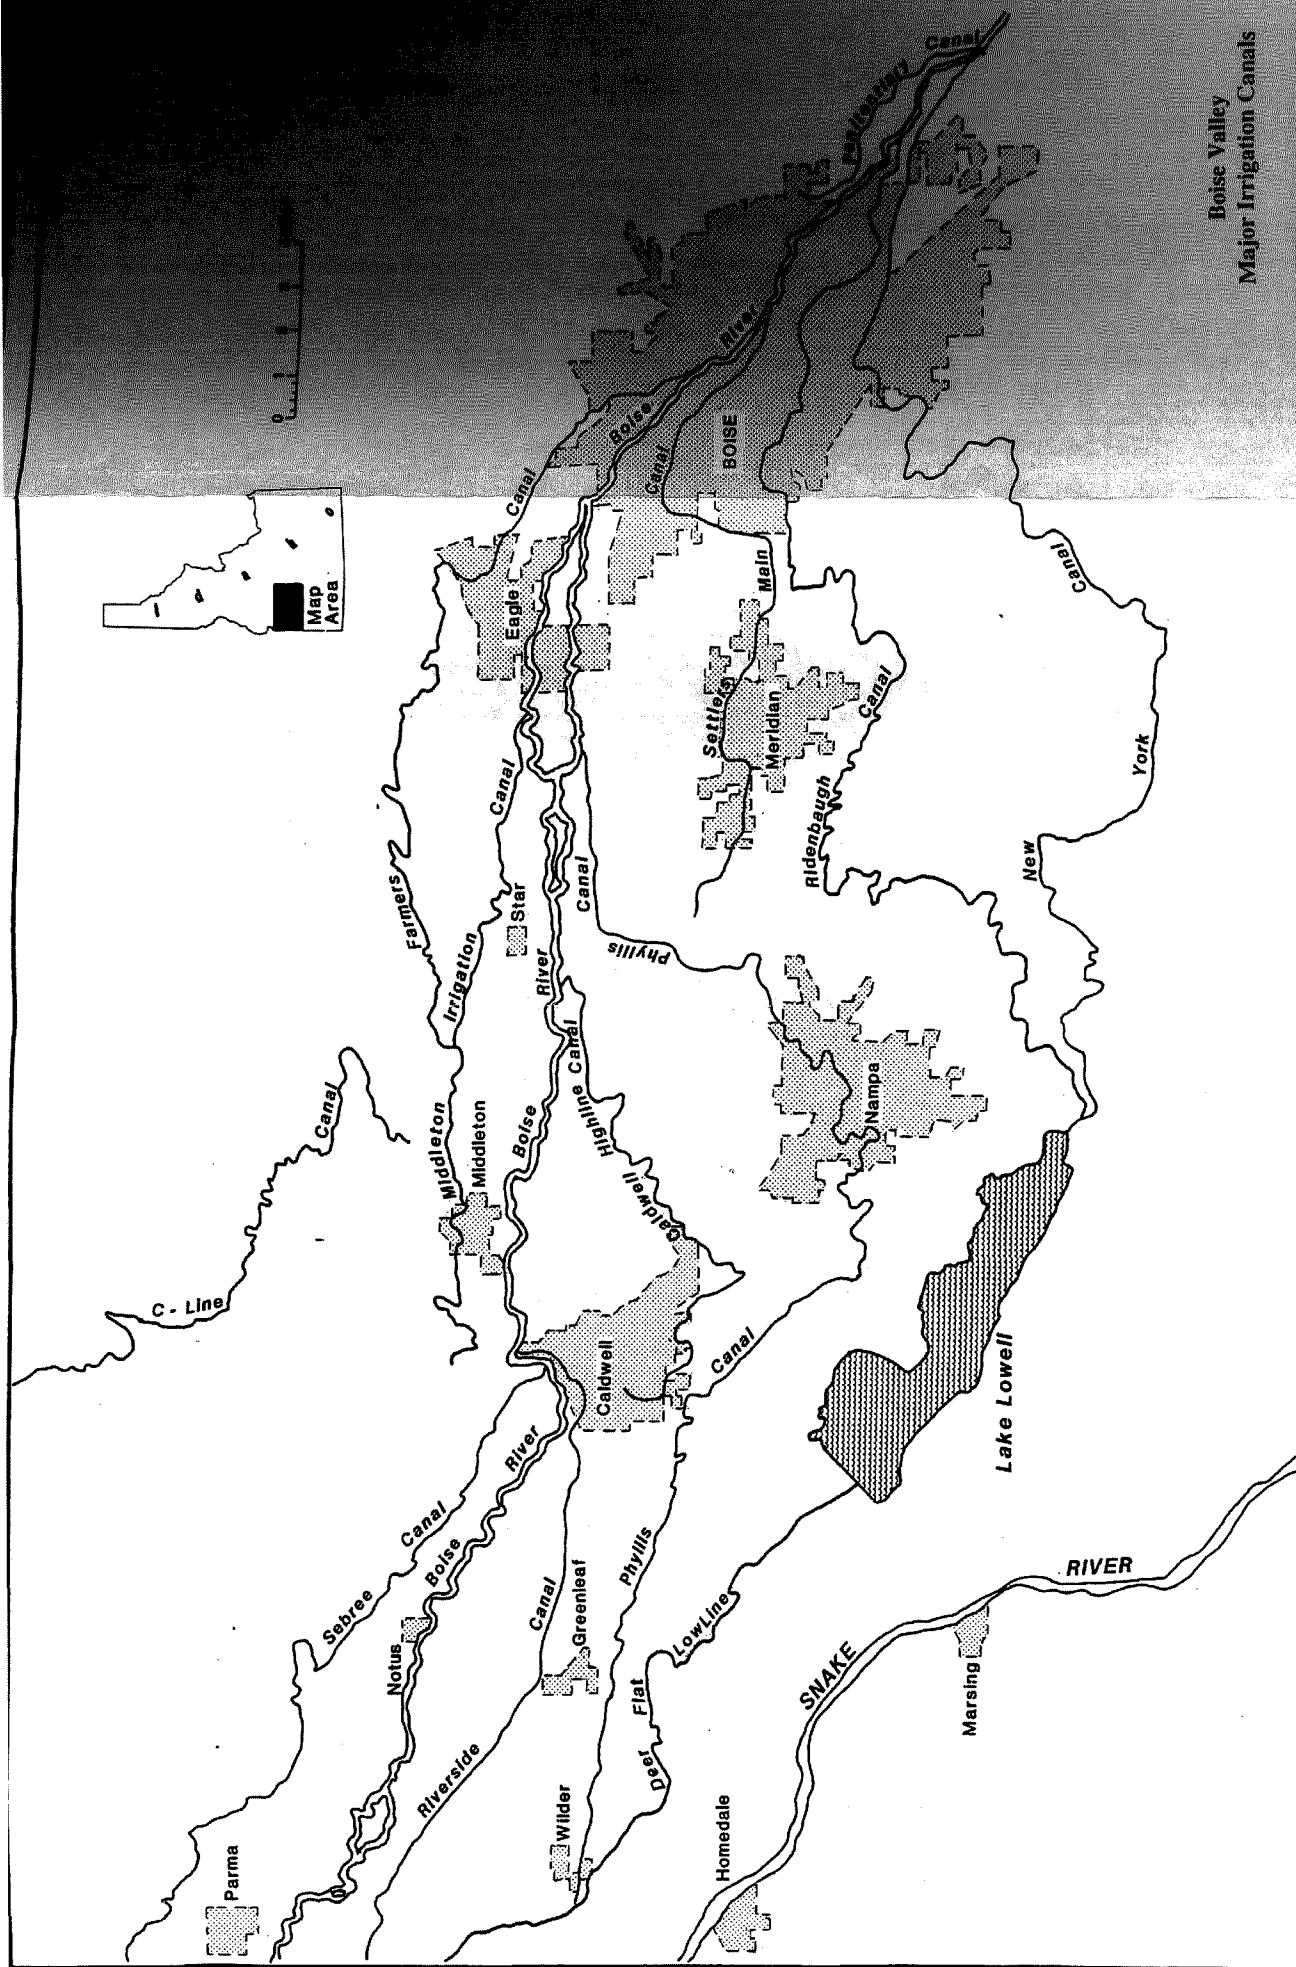 Boise Valley
Major Irrigation Canals
0
1
Map
Area
I d a h o
C - Line
Canal
Farmers
Canal
Eagle
Middleton
Irrigation
Canal
Middleton
Star
Penitentiary
Canal
Boise
River
Boise
River
Boise
River
BOISE
Canal
Phyllis
Canal
Highline Canal
Caldwell
Caldwell
Settlers
Main
Canal
Meridian
Ridenbaugh
Canal
New
York
Canal
Nampa
Phyllis
Canal
Lake Lowell
Sebree
Canal
Notus
Parma
Riverside
Canal
Greenleaf
Wilder
Deer
Flat
LowLine
Homedale
Marsing
SNAKE
RIVER